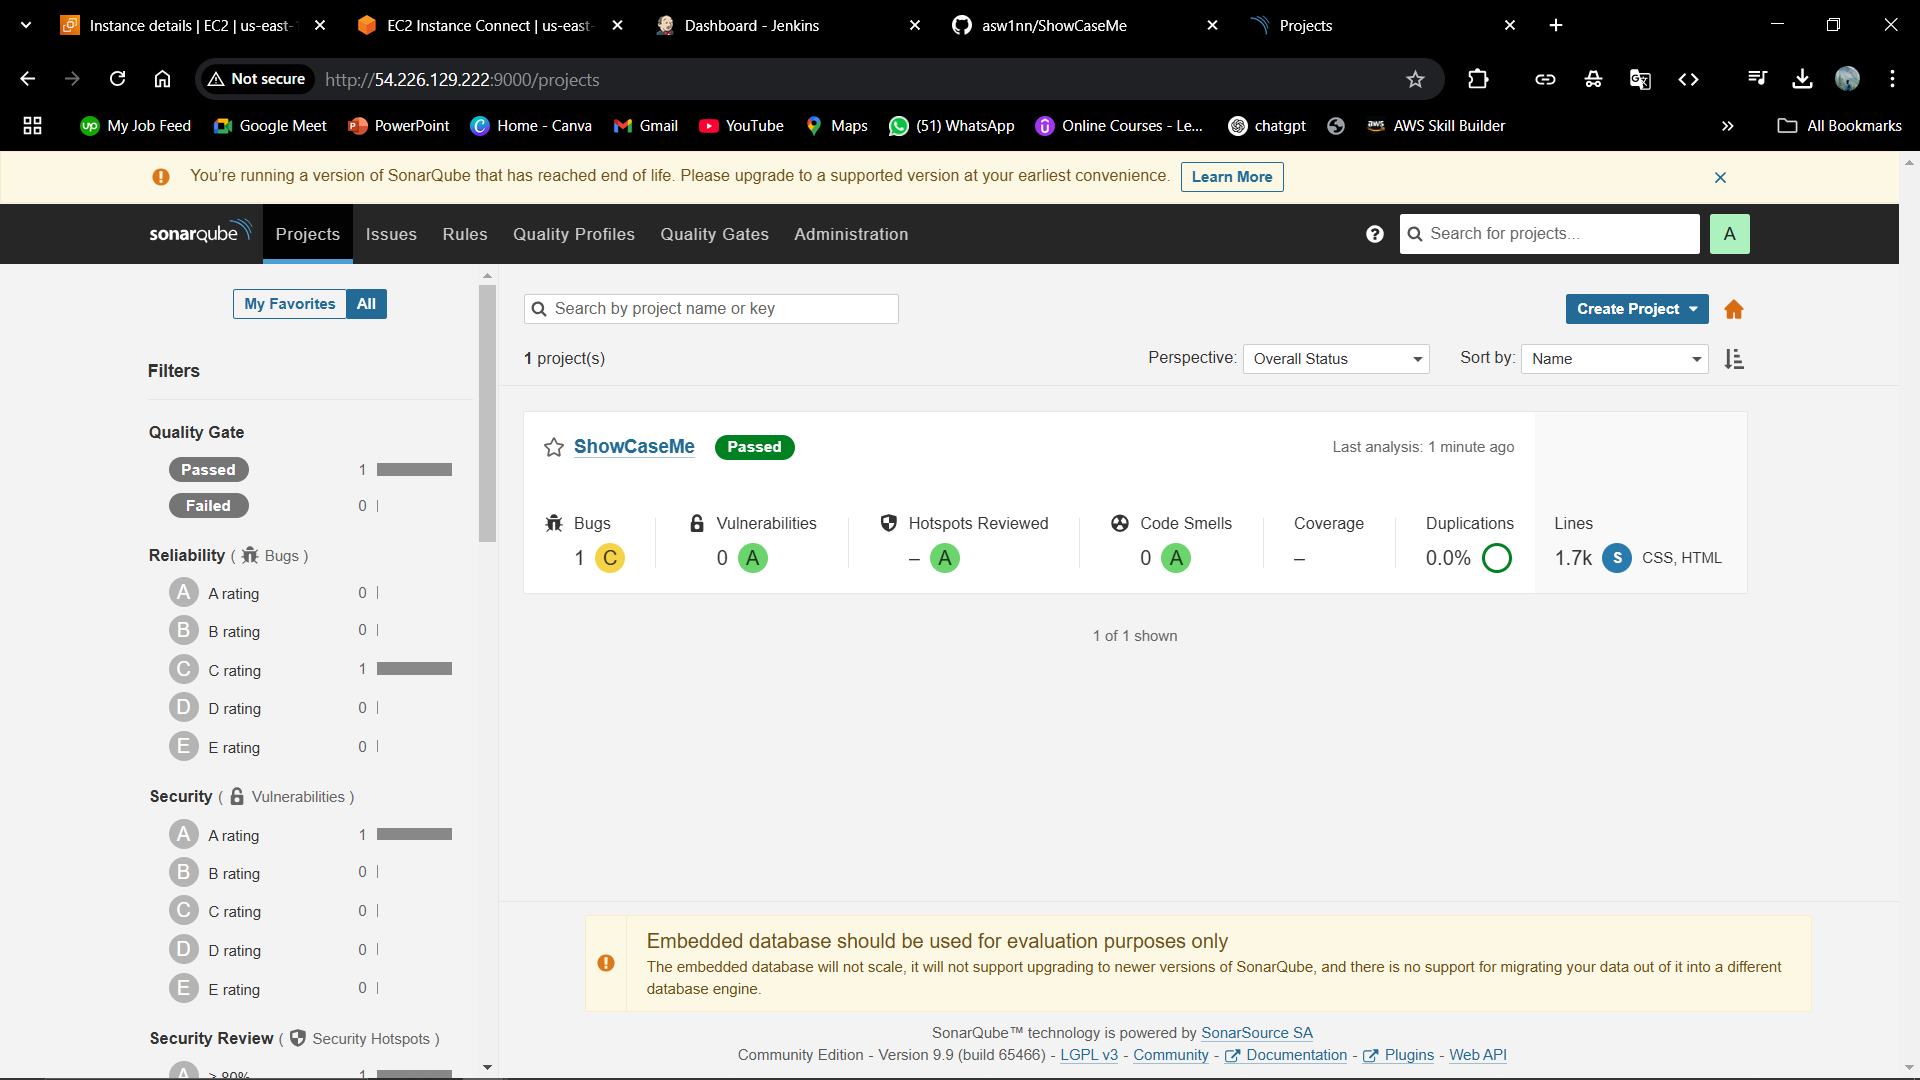 Instance details | EC2 | us-east-1
EC2 Instance Connect | us-east-
Dashboard - Jenkins
asw1nn/ShowCaseMe
Projects
Not secure
http://54.226.129.222:9000/projects
My Job Feed
Google Meet
PowerPoint
Home - Canva
Gmail
YouTube
Maps
(51) WhatsApp
Online Courses - Le...
chatgpt
AWS Skill Builder
All Bookmarks
You're running a version of SonarQube that has reached end of life. Please upgrade to a supported version at your earliest convenience.
Learn More
sonarqube
Projects
Issues
Rules
Quality Profiles
Quality Gates
Administration
Search for projects...
A
My Favorites
All
Filters
Quality Gate
Passed 1
Failed 0
Reliability ( Bugs )
A A rating 0
B B rating 0
C C rating 1
D D rating 0
E E rating 0
Security ( Vulnerabilities )
A A rating 1
B B rating 0
C C rating 0
D D rating 0
E E rating 0
Security Review ( Security Hotspots )
A ≥ 80% 1
Search by project name or key
Create Project
1 project(s)
Perspective: Overall Status
Sort by: Name
ShowCaseMe Passed
Last analysis: 1 minute ago
Bugs
1 C
Vulnerabilities
0 A
Hotspots Reviewed
– A
Code Smells
0 A
Coverage
–
Duplications
0.0%
Lines
1.7k S CSS, HTML
1 of 1 shown
Embedded database should be used for evaluation purposes only
The embedded database will not scale, it will not support upgrading to newer versions of SonarQube, and there is no support for migrating your data out of it into a different
database engine.
SonarQube™ technology is powered by SonarSource SA
Community Edition - Version 9.9 (build 65466) - LGPL v3 - Community - Documentation - Plugins - Web API